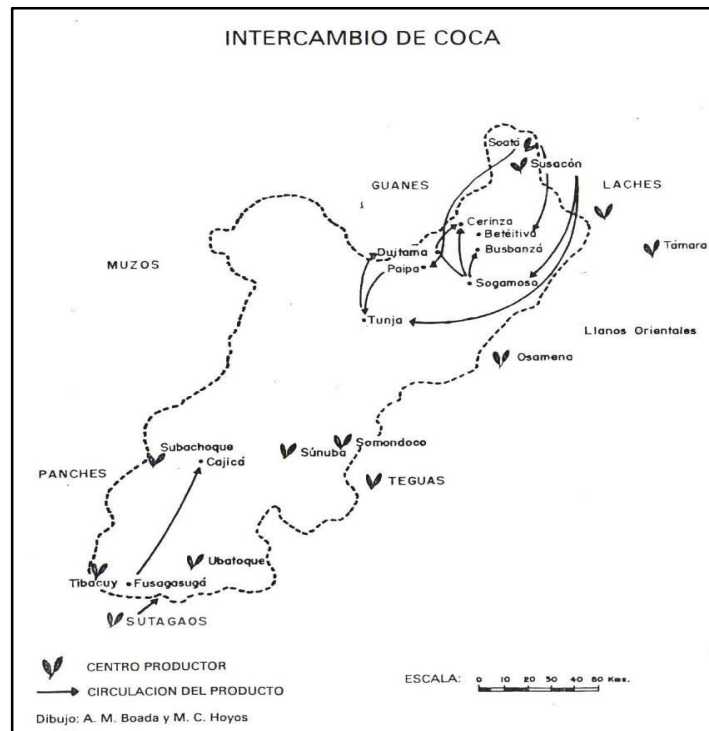 INTERCAMBIO DE COCA
Soatá
Susacón
GUANES
LACHES
Cerinza
Betéitiva
Támara
Duitama
Busbanzá
MUZOS
Paipa
Sogamoso
Tunja
Llanos Orientales
Osamena
Somondoco
Subachoque
Súnuba
Cajicá
PANCHES
TEGUAS
Ubatoque
Tibacuy
Fusagasugá
SUTAGAOS
CENTRO PRODUCTOR
ESCALA: 0 10 20 30 40 50 Kms.
CIRCULACION DEL PRODUCTO
Dibujo: A. M. Boada y M. C. Hoyos